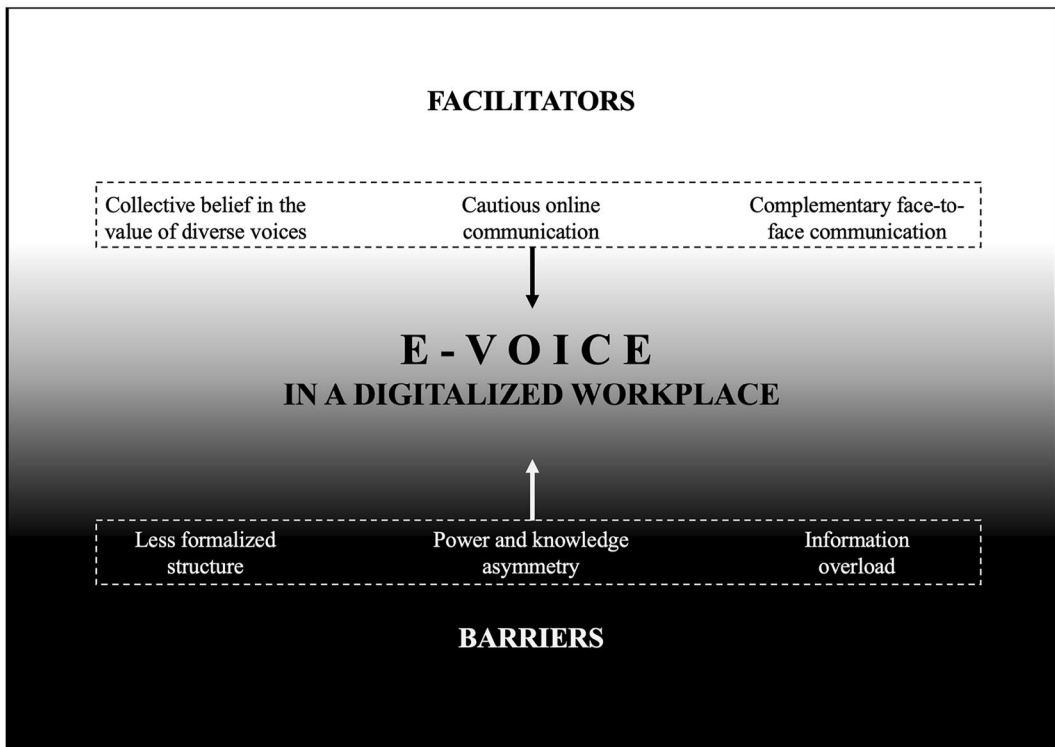 FACILITATORS
Collective belief in the
value of diverse voices
Cautious online
communication
Complementary face-to-
face communication
E - V O I C E
IN A DIGITALIZED WORKPLACE
Less formalized
structure
Power and knowledge
asymmetry
Information
overload
BARRIERS